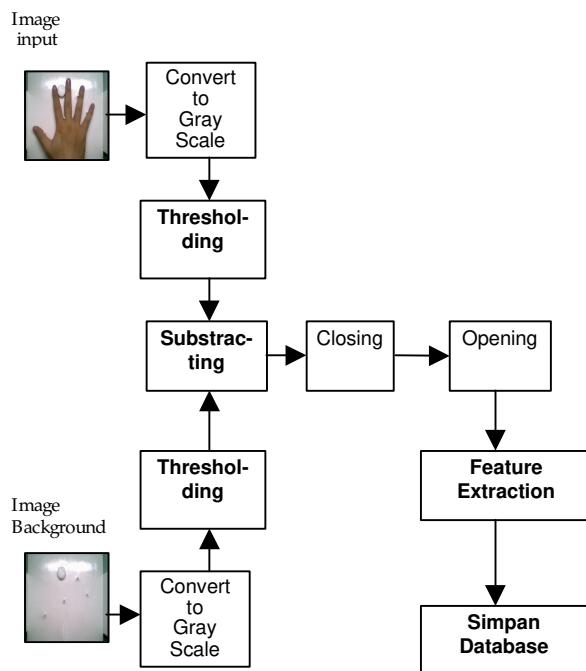 Image
input
Convert
to
Gray
Scale
Threshol-
ding
Substrac-
ting
Closing
Opening
Threshol-
ding
Feature
Extraction
Image
Background
Convert
to
Gray
Scale
Simpan
Database